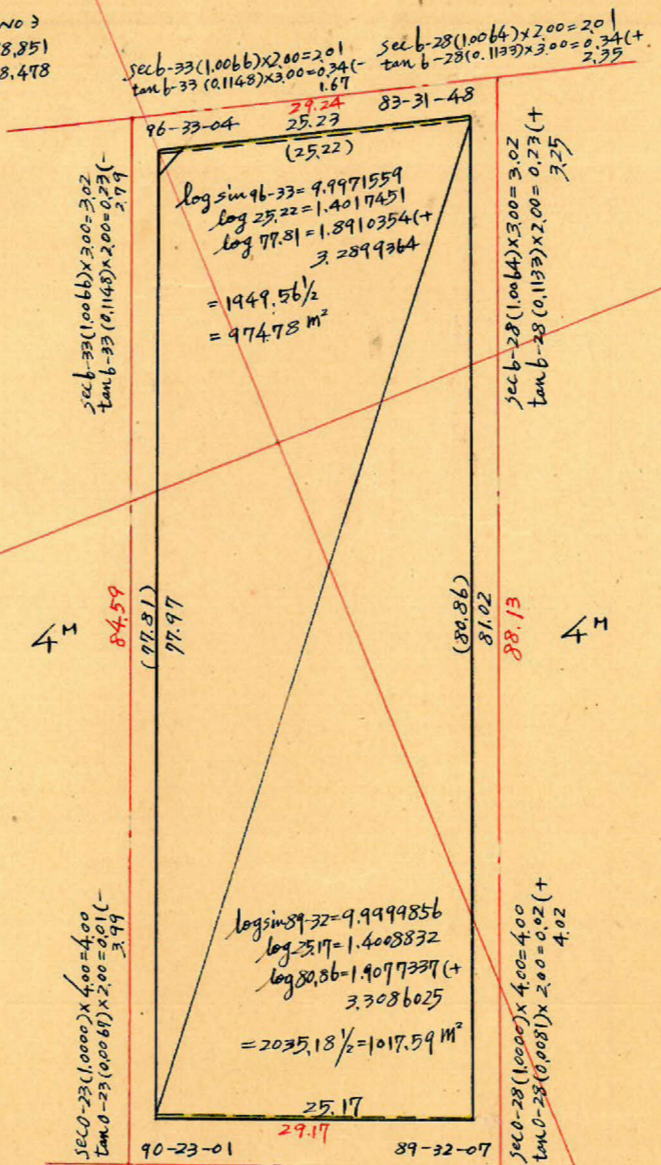 NO 3
8,851
8,478
sec 6-33(1.0066)×2.00=2.01
tan 6-33 (0.1148)×3.00=0.34(-
1.67
sec 6-28(1.0064)×2.00=2.01
tan 6-28(0.1133)×3.00=0.34(+
2.35
29.24
96-33-04
25.23
83-31-48
(25.22)
log sin 96-33=9.9971559
log 25.22=1.4017451
log 77.81=1.8910354(+
3.2899364
=1949.56 1/2
=974.78 m²
sec 6-33(1.0066)×3.00=3.02
tan 6-33(0.1148)×2.00=0.23(-
2.79
sec 6-28(1.0064)×3.00=3.02
tan 6-28(0.1133)×2.00=0.23(+
3.25
4M
84.59
(77.81)
77.97
(80.86)
81.02
88.13
4M
sec 0-23(1.0000)×4.00=4.00
tan 0-23(0.0067)×2.00=0.01(-
3.99
log sin 89-32=9.9999856
log 25.17=1.4008832
log 80.86=1.9077337(+
3.3086025
=2035.18 1/2=1017.59 m²
sec 0-28(1.0000)×4.00=4.00
tan 0-28(0.0081)×2.00=0.02(+
4.02
25.17
29.17
90-23-01
89-32-07